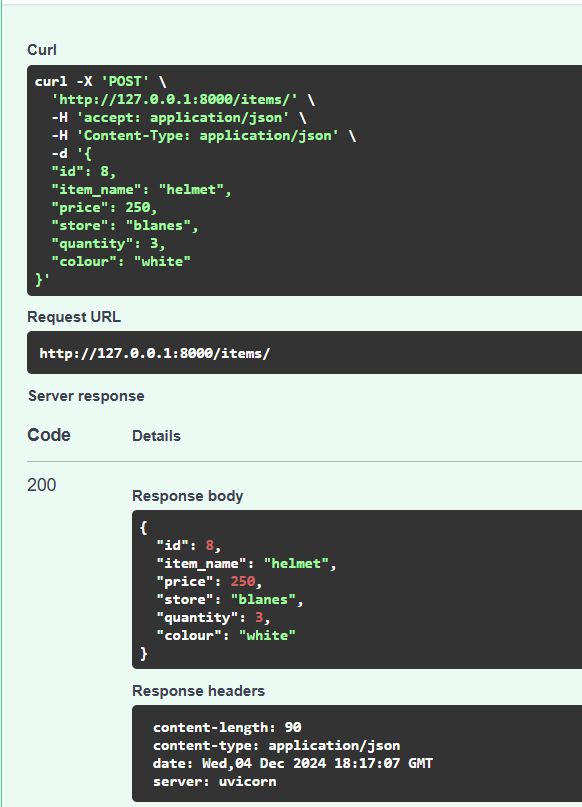 Curl
curl -X 'POST' \
'http://127.0.0.1:8000/items/' \
-H 'accept: application/json' \
-H 'Content-Type: application/json' \
-d '{
"id": 8,
"item_name": "helmet",
"price": 250,
"store": "blanes",
"quantity": 3,
"colour": "white"
}'
Request URL
http://127.0.0.1:8000/items/
Server response
Code Details
200
Response body
{
"id": 8,
"item_name": "helmet",
"price": 250,
"store": "blanes",
"quantity": 3,
"colour": "white"
}
Response headers
content-length: 90
content-type: application/json
date: Wed,04 Dec 2024 18:17:07 GMT
server: uvicorn